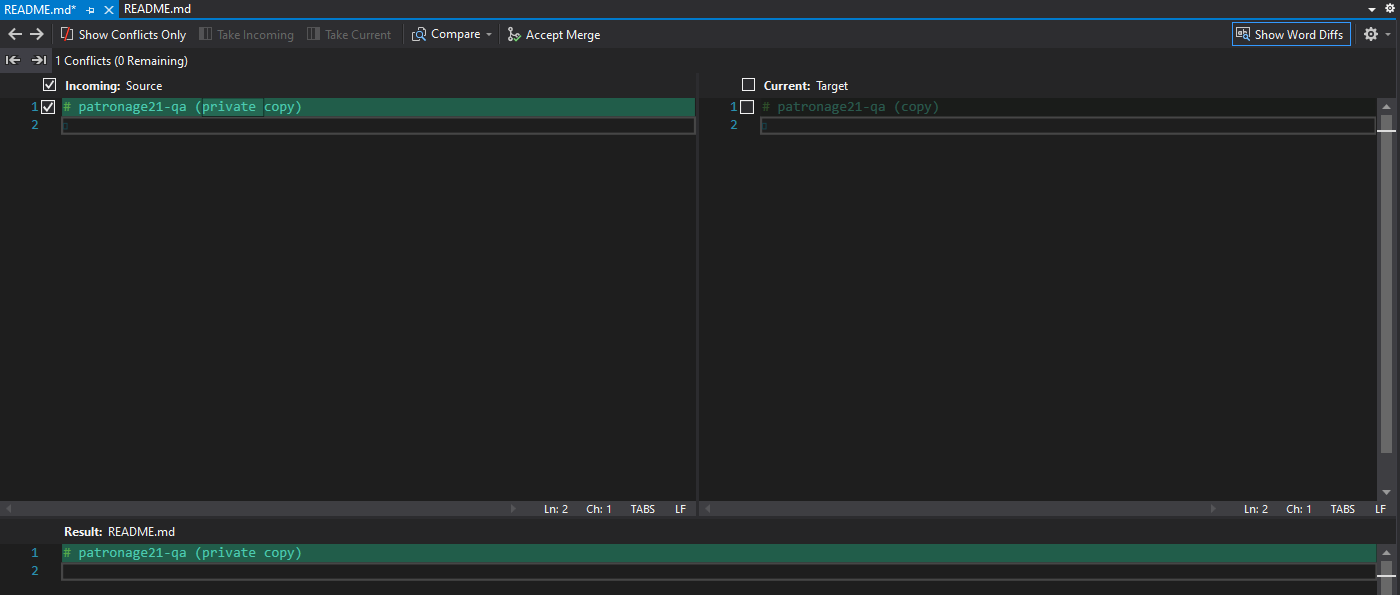 README.md* README.md
Show Conflicts Only Take Incoming Take Current Compare Accept Merge Show Word Diffs
1 Conflicts (0 Remaining)
Incoming: Source
1 # patronage21-qa (private copy)
2
Ln: 2 Ch: 1 TABS LF
Current: Target
1 # patronage21-qa (copy)
2
Ln: 2 Ch: 1 TABS LF
Result: README.md
1 # patronage21-qa (private copy)
2